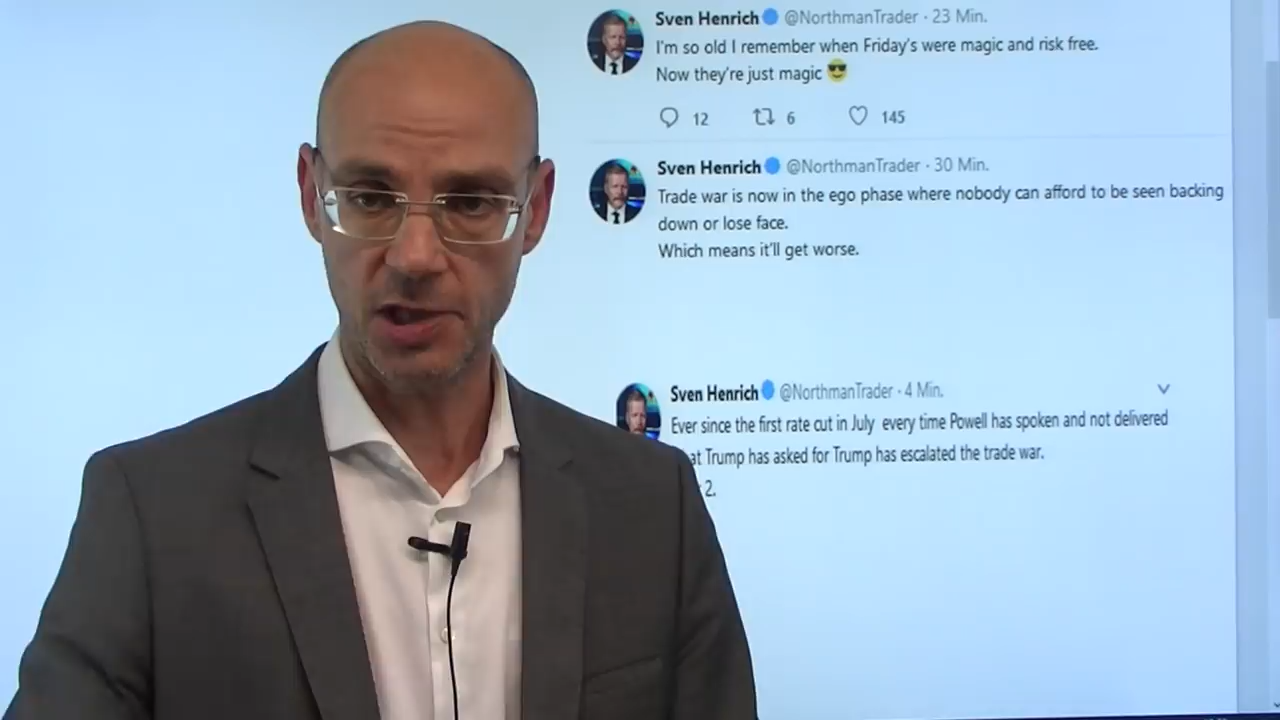 Sven Henrich @NorthmanTrader · 23 Min.
I'm so old I remember when Friday's were magic and risk free.
Now they're just magic 😎
12 6 145
Sven Henrich @NorthmanTrader · 30 Min.
Trade war is now in the ego phase where nobody can afford to be seen backing
down or lose face.
Which means it'll get worse.
Sven Henrich @NorthmanTrader · 4 Min.
Ever since the first rate cut in July every time Powell has spoken and not delivered
at Trump has asked for Trump has escalated the trade war.
2.